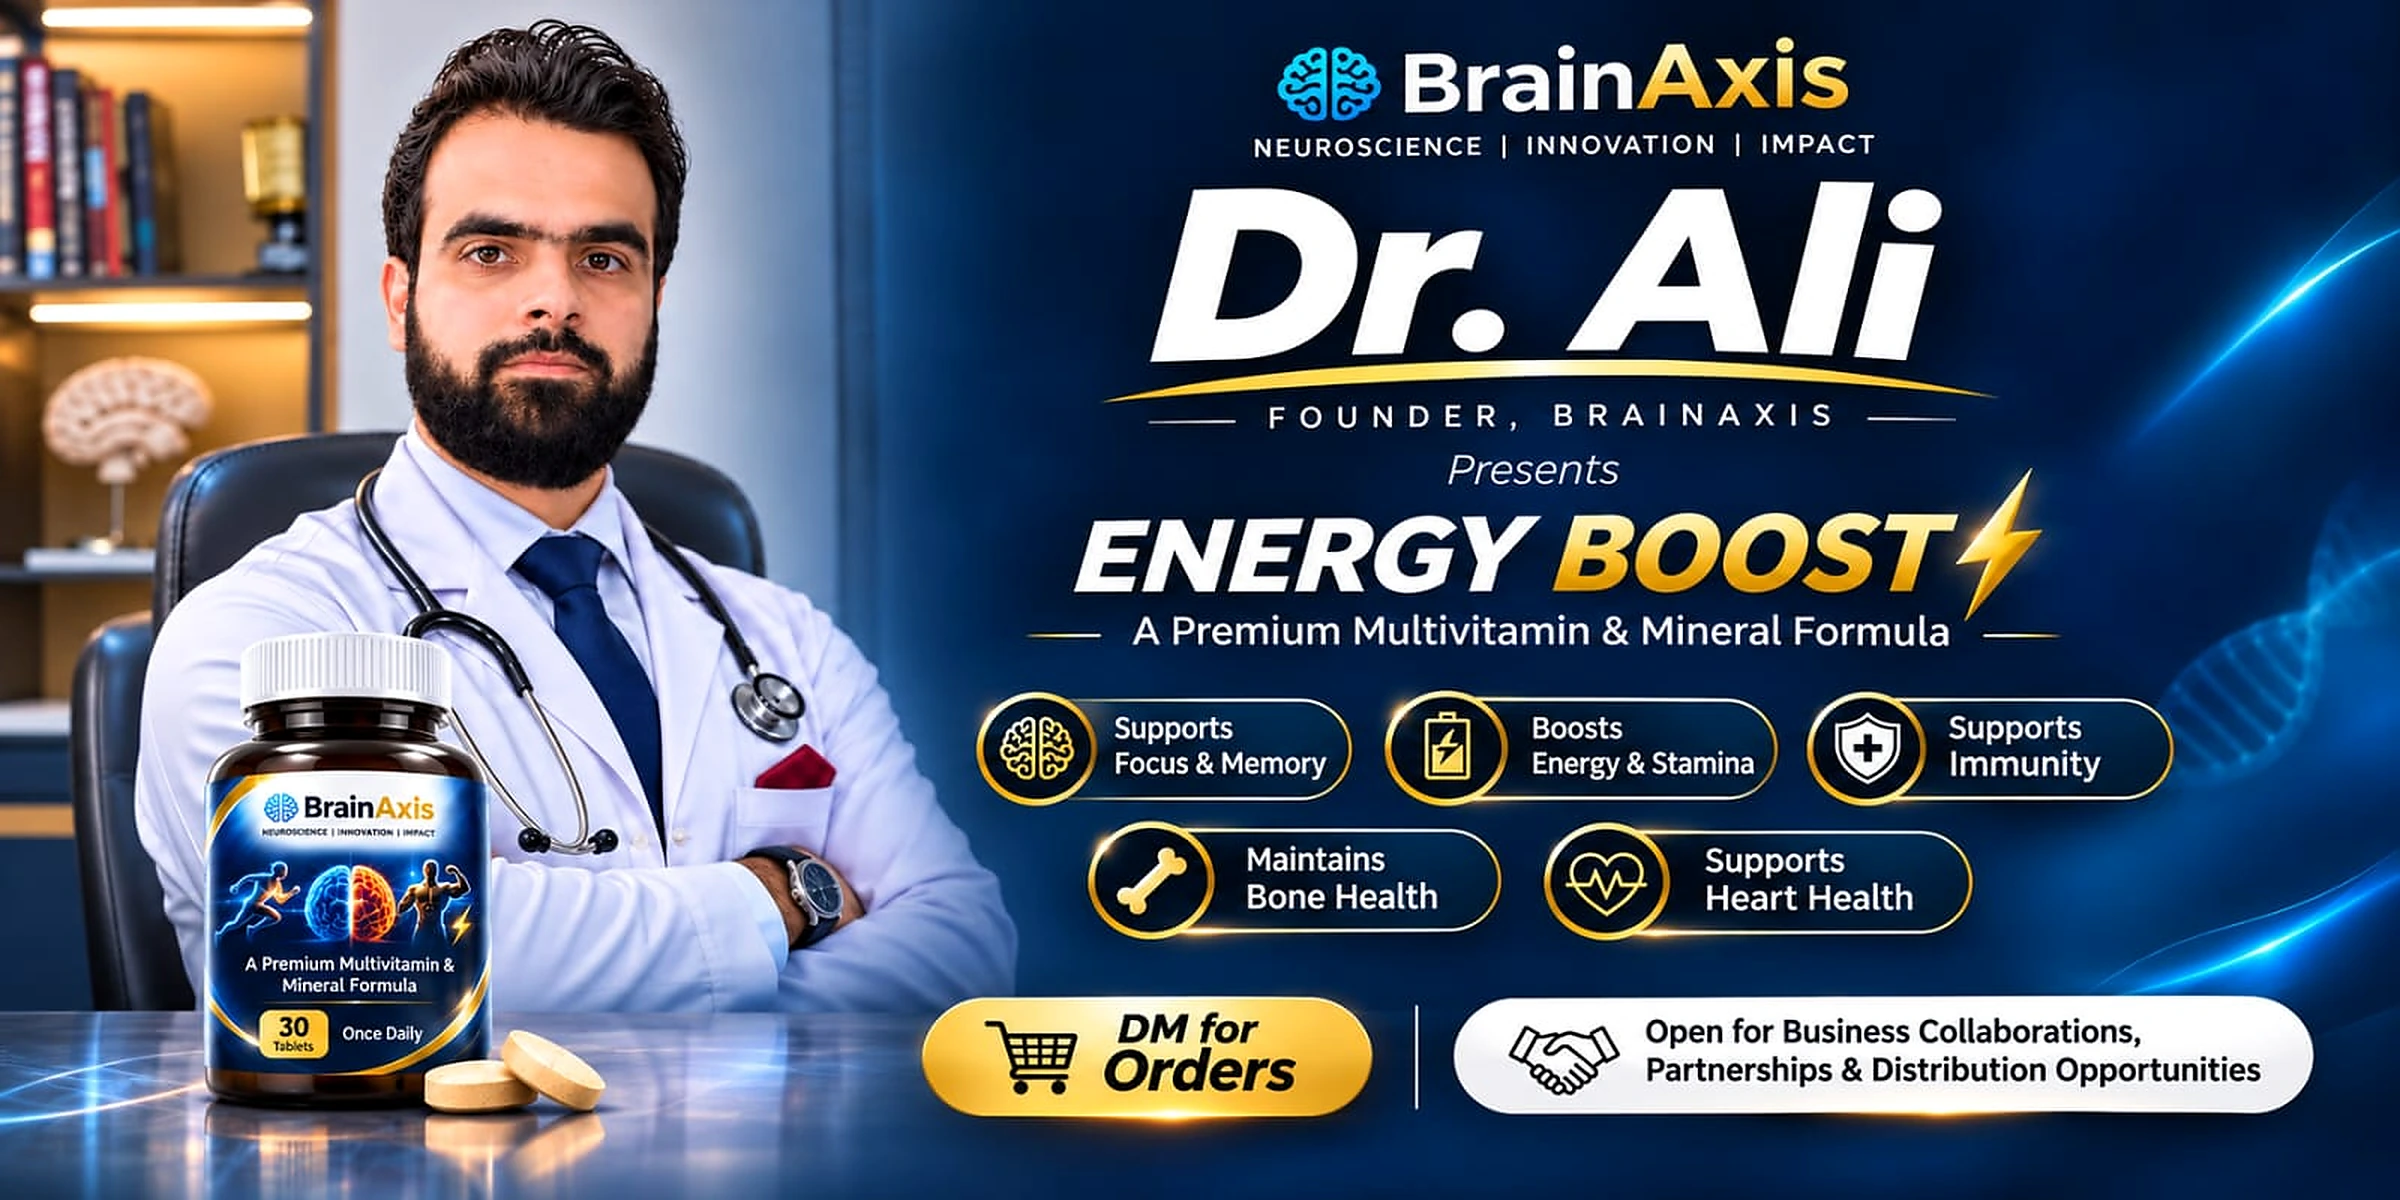 BrainAxis
NEUROSCIENCE | INNOVATION | IMPACT
Dr. Ali
FOUNDER, BRAINAXIS
Presents
ENERGY BOOST
A Premium Multivitamin & Mineral Formula
Supports
Focus & Memory
Boosts
Energy & Stamina
Supports
Immunity
Maintains
Bone Health
Supports
Heart Health
DM for
Orders
Open for Business Collaborations,
Partnerships & Distribution Opportunities
BrainAxis
NEUROSCIENCE | INNOVATION | IMPACT
A Premium Multivitamin &
Mineral Formula
30
Tablets
Once Daily